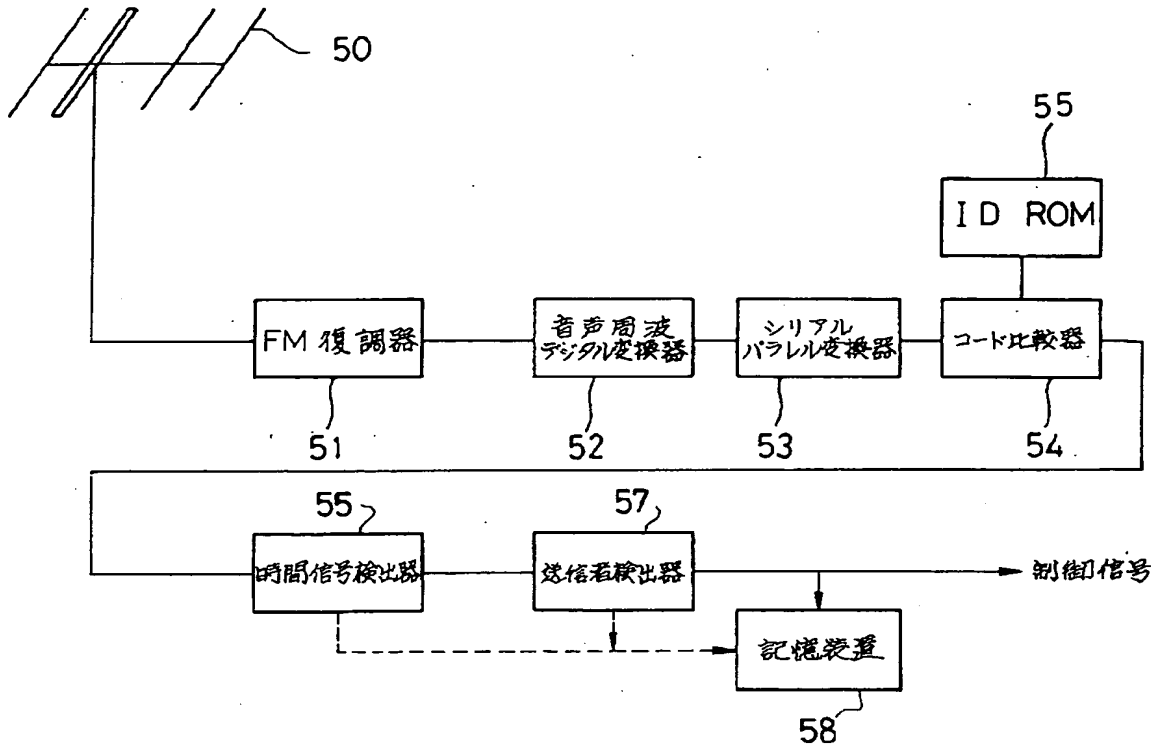 50
55
ID ROM
FM復調器
音声周波
デジタル変換器
シリアル
パラレル変換器
コード比較器
51
52
53
54
55
57
時間信号検出器
送信者検出器
制御信号
記憶装置
58